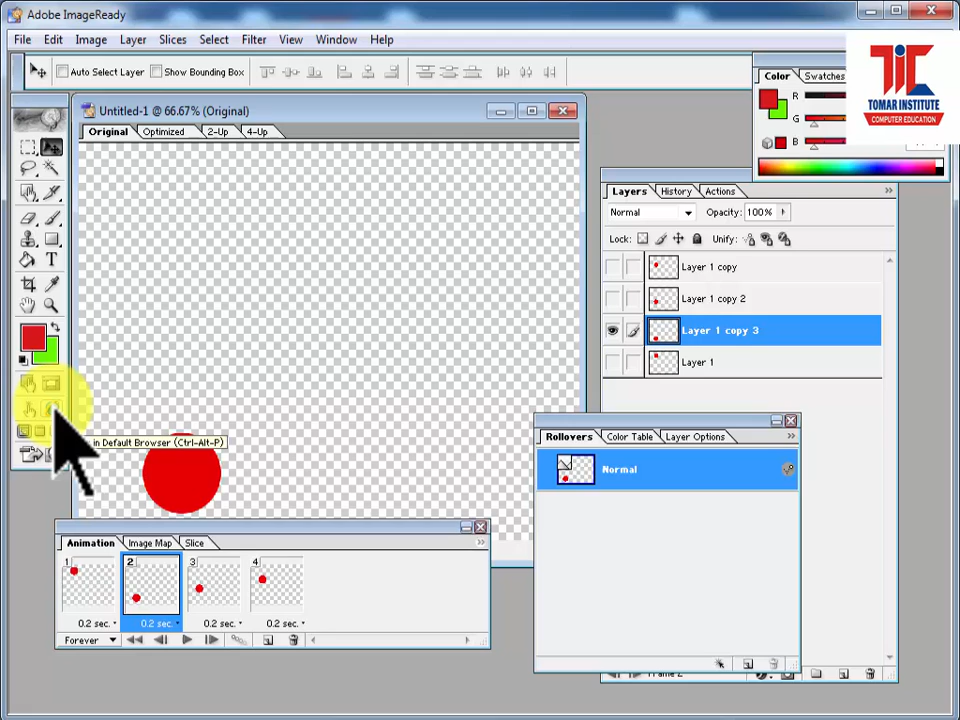 Adobe ImageReady
File Edit Image Layer Slices Select Filter View Window Help
Auto Select Layer Show Bounding Box
Untitled-1 @ 66.67% (Original)
Original Optimized 2-Up 4-Up
Color Swatches
R
G
B
TIC
TOMAR INSTITUTE
COMPUTER EDUCATION
Layers History Actions
Normal Opacity: 100%
Lock: Unify:
Layer 1 copy
Layer 1 copy 2
Layer 1 copy 3
Layer 1
in Default Browser (Ctrl-Alt-P)
Rollovers Color Table Layer Options
Normal
Animation Image Map Slice
1 2 3 4
0.2 sec. 0.2 sec. 0.2 sec. 0.2 sec.
Forever
Frame 2